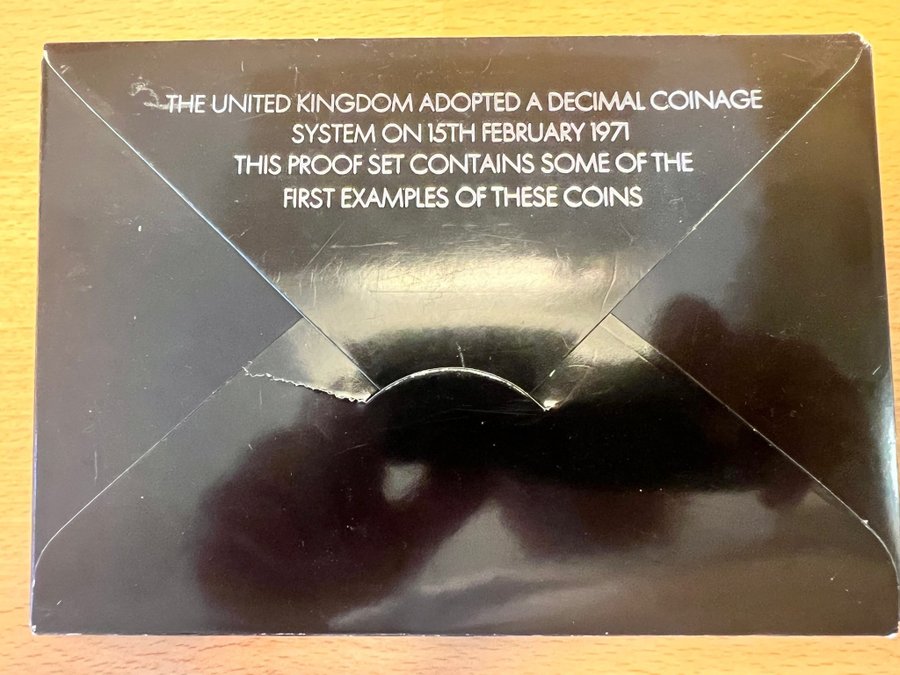 THE UNITED KINGDOM ADOPTED A DECIMAL COINAGE
SYSTEM ON 15TH FEBRUARY 1971
THIS PROOF SET CONTAINS SOME OF THE
FIRST EXAMPLES OF THESE COINS